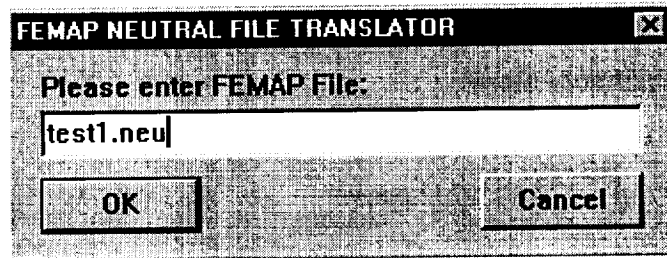 FEMAP NEUTRAL FILE TRANSLATOR
Please enter FEMAP File:
test1.neu
OK
Cancel